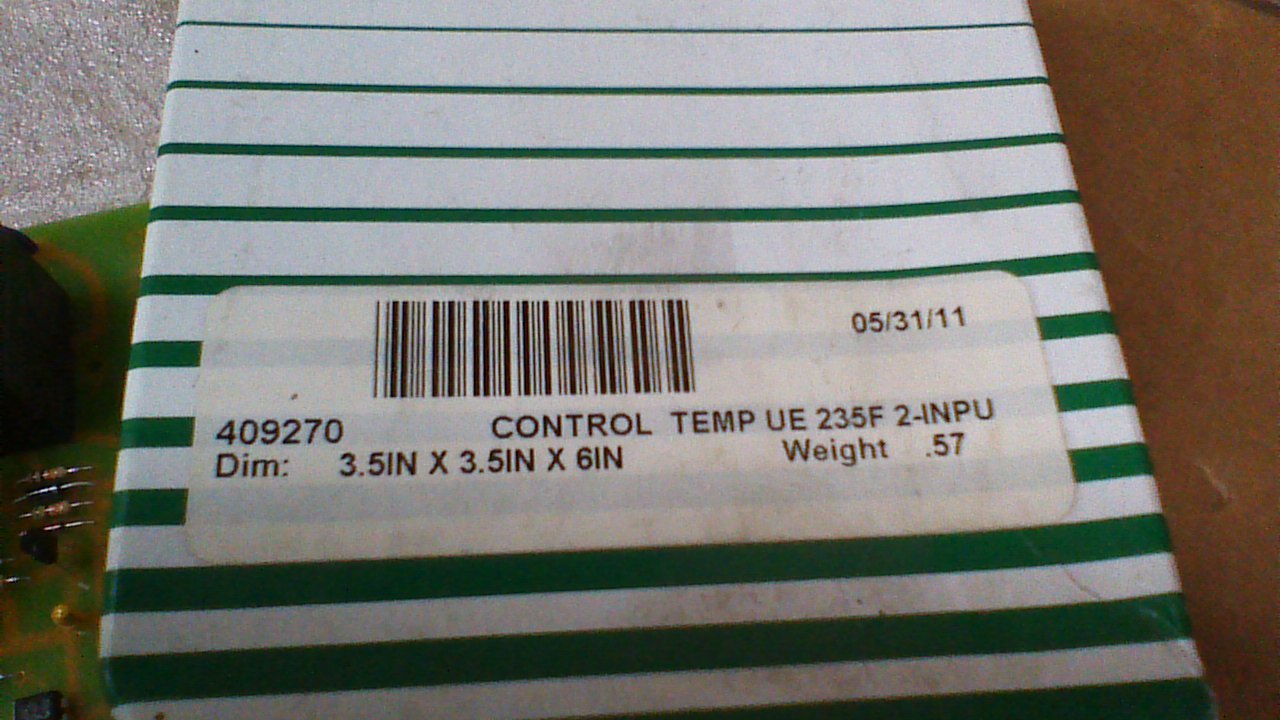 05/31/11
409270 CONTROL TEMP UE 235F 2-INPU
Dim: 3.5IN X 3.5IN X 6IN Weight .57